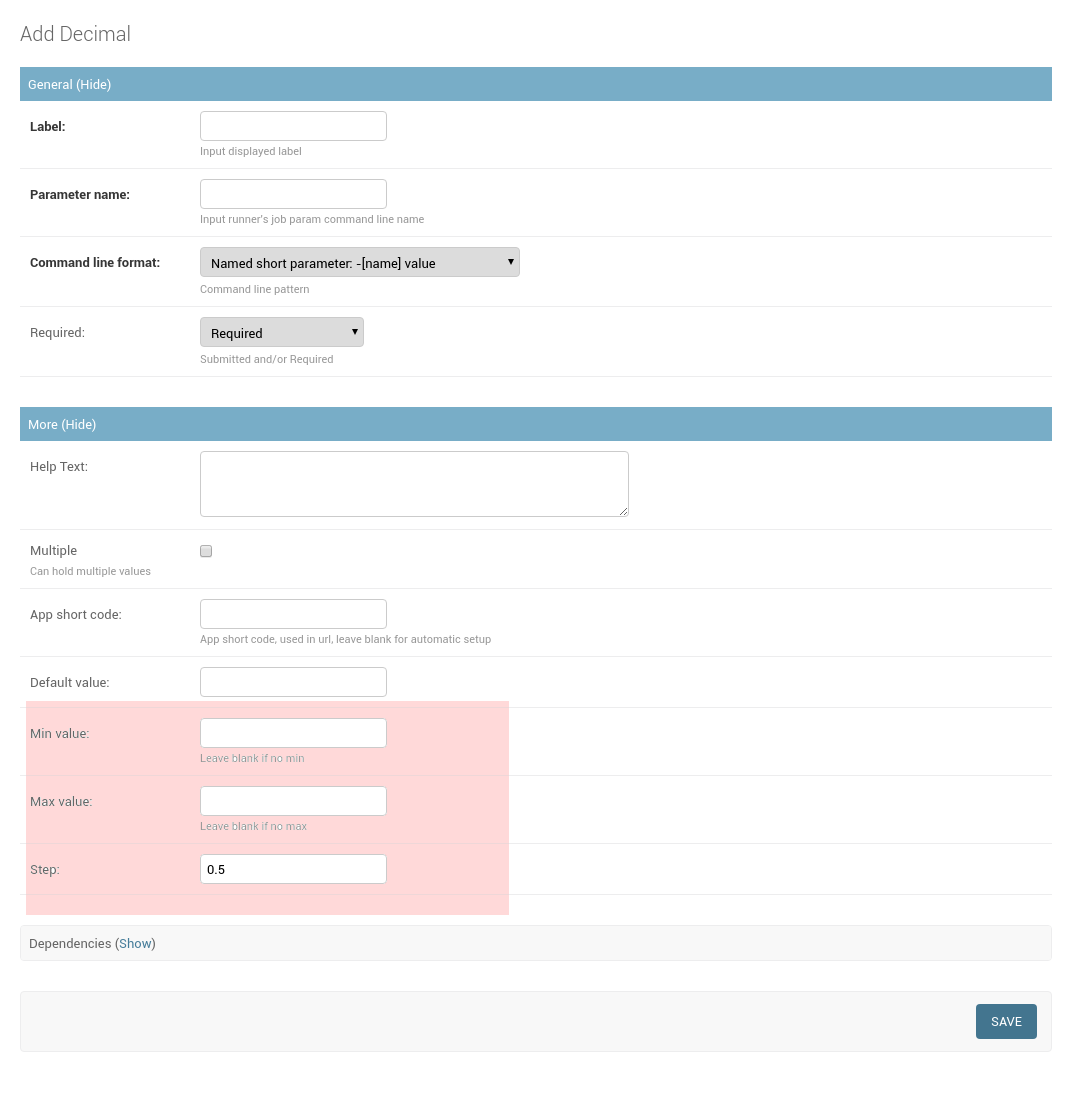 Add Decimal
General (Hide)
Label:
Input displayed label
Parameter name:
Input runner's job param command line name
Command line format: Named short parameter: -[name] value
Command line pattern
Required: Required
Submitted and/or Required
More (Hide)
Help Text:
Multiple
Can hold multiple values
App short code:
App short code, used in url, leave blank for automatic setup
Default value:
Min value:
Leave blank if no min
Max value:
Leave blank if no max
Step: 0.5
Dependencies (Show)
SAVE